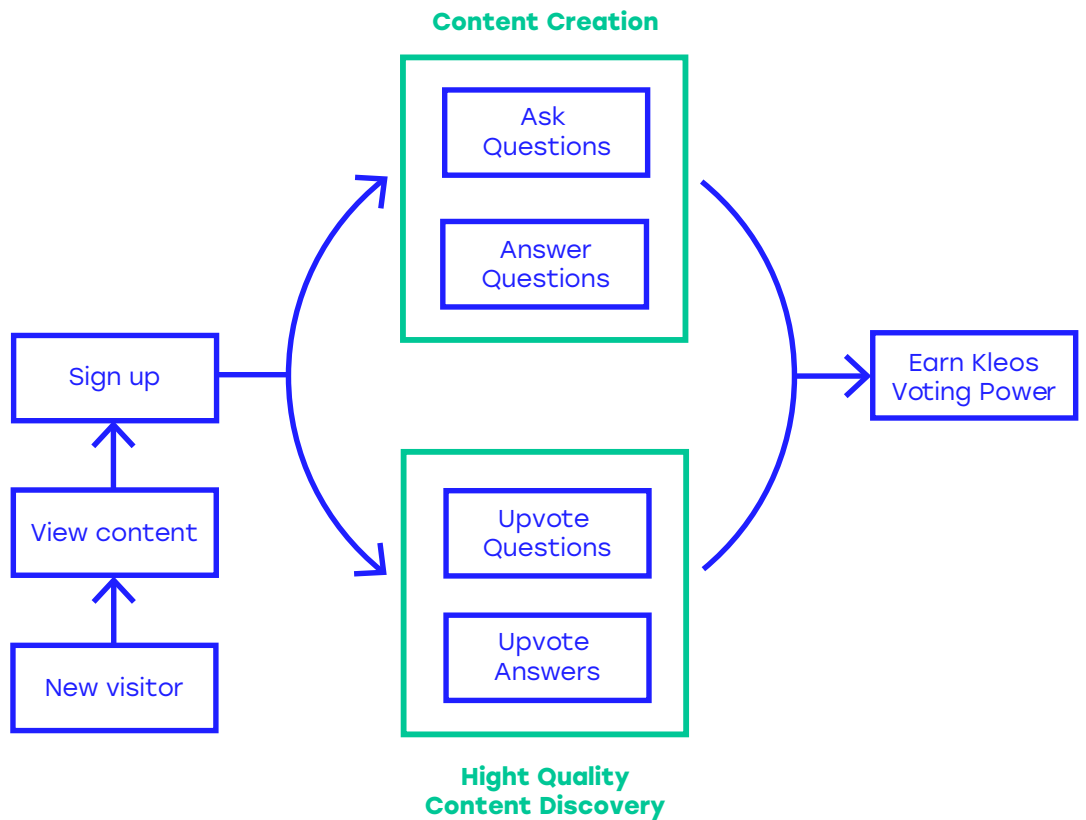 Content Creation
Ask
Questions
Answer
Questions
Sign up
Earn Kleos
Voting Power
View content
Upvote
Questions
Upvote
Answers
New visitor
Hight Quality
Content Discovery